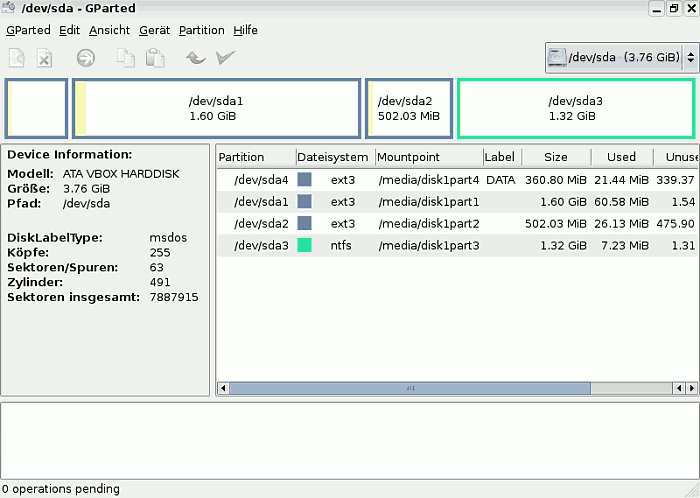 /dev/sda - GParted
GParted Edit Ansicht Gerät Partition Hilfe
/dev/sda (3.76 GiB)
/dev/sda1
1.60 GiB
/dev/sda2
502.03 MiB
/dev/sda3
1.32 GiB
Device Information:
Modell: ATA VBOX HARDDISK
Größe: 3.76 GiB
Pfad: /dev/sda
DiskLabelType: msdos
Köpfe: 255
Sektoren/Spuren: 63
Zylinder: 491
Sektoren insgesamt: 7887915
Partition Dateisystem Mountpoint Label Size Used Unuse
/dev/sda4 ext3 /media/disk1part4 DATA 360.80 MiB 21.44 MiB 339.37
/dev/sda1 ext3 /media/disk1part1 1.60 GiB 60.58 MiB 1.54
/dev/sda2 ext3 /media/disk1part2 502.03 MiB 26.13 MiB 475.90
/dev/sda3 ntfs /media/disk1part3 1.32 GiB 7.23 MiB 1.31
0 operations pending